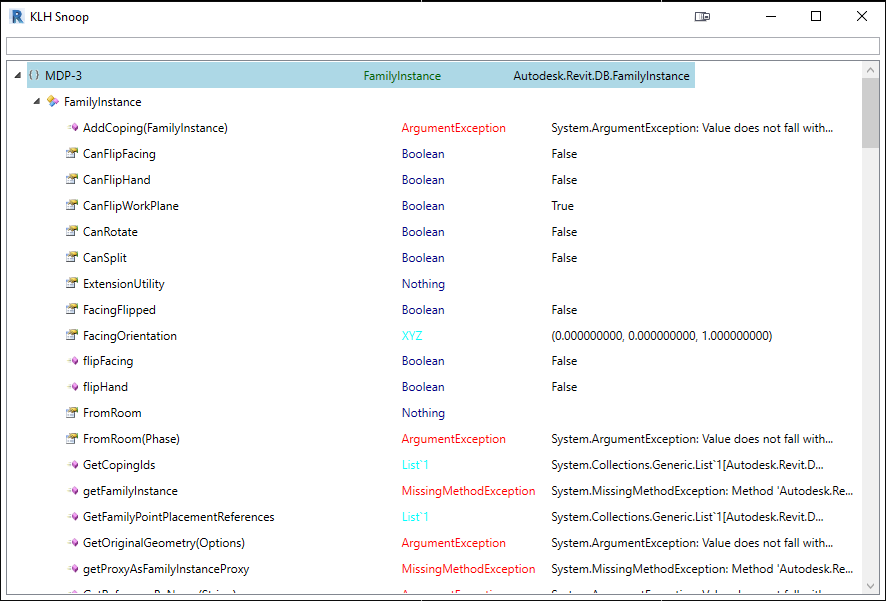 KLH Snoop
MDP-3 FamilyInstance Autodesk.Revit.DB.FamilyInstance
FamilyInstance
AddCoping(FamilyInstance) ArgumentException System.ArgumentException: Value does not fall with...
CanFlipFacing Boolean False
CanFlipHand Boolean False
CanFlipWorkPlane Boolean True
CanRotate Boolean False
CanSplit Boolean False
ExtensionUtility Nothing
FacingFlipped Boolean False
FacingOrientation XYZ (0.000000000, 0.000000000, 1.000000000)
flipFacing Boolean False
flipHand Boolean False
FromRoom Nothing
FromRoom(Phase) ArgumentException System.ArgumentException: Value does not fall with...
GetCopingIds List`1 System.Collections.Generic.List`1[Autodesk.Revit.D...
getFamilyInstance MissingMethodException System.MissingMethodException: Method 'Autodesk.Re...
GetFamilyPointPlacementReferences List`1 System.Collections.Generic.List`1[Autodesk.Revit.D...
GetOriginalGeometry(Options) ArgumentException System.ArgumentException: Value does not fall with...
getProxyAsFamilyInstanceProxy MissingMethodException System.MissingMethodException: Method 'Autodesk.Re...